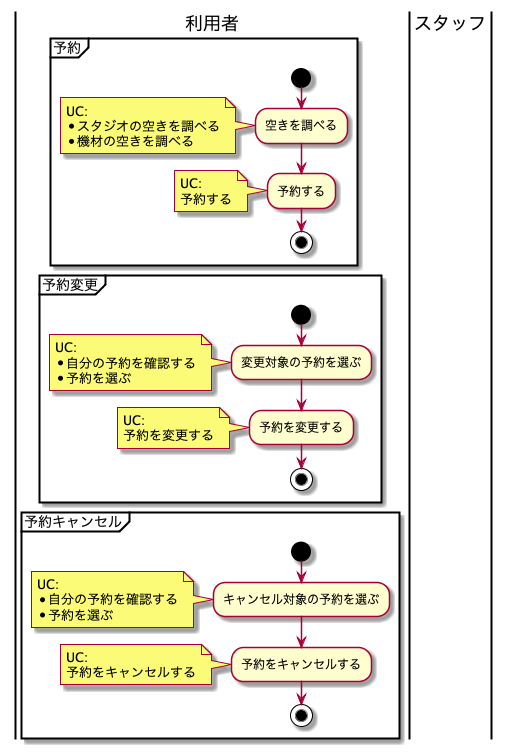 利用者
スタッフ
予約
UC:
•スタジオの空きを調べる
•機材の空きを調べる
空きを調べる
UC:
予約する
予約する
予約変更
UC:
•自分の予約を確認する
•予約を選ぶ
変更対象の予約を選ぶ
UC:
予約を変更する
予約を変更する
予約キャンセル
UC:
•自分の予約を確認する
•予約を選ぶ
キャンセル対象の予約を選ぶ
UC:
予約をキャンセルする
予約をキャンセルする